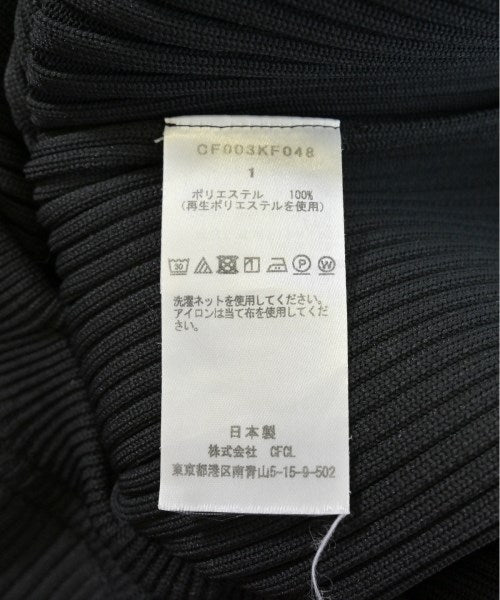 CF003KF048
1
ポリエステル 100%
(再生ポリエステルを使用)
30 P W
洗濯ネットを使用してください。
アイロンは当て布を使用してくだ
さい。
日本製
株式会社 CFCL
東京都港区南青山5-15-9-502